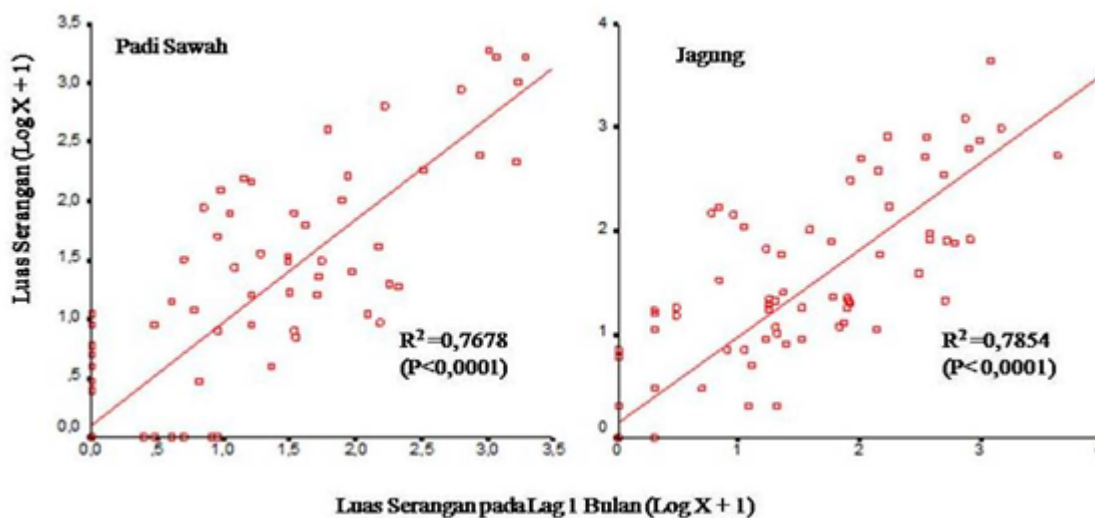 Padi Sawah
Luas Serangan (Log X + 1)
3,5
3,0
2,5
2,0
1,5
1,0
,5
0,0
R²=0,7678
(P<0,0001)
0,0 ,5 1,0 1,5 2,0 2,5 3,0 3,5
Jagung
4
3
2
1
0
R²=0,7854
(P<0,0001)
0 1 2 3
Luas Serangan pada Lag 1 Bulan (Log X + 1)